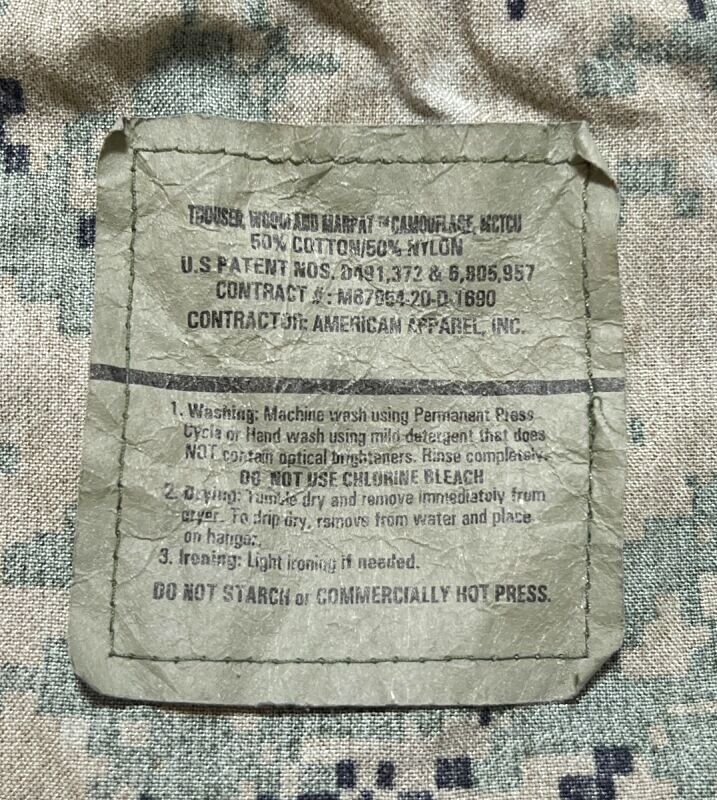 TROUSER, WOODLAND MARPAT ™ CAMOUFLAGE, MCTCU
50% COTTON/50% NYLON
U.S PATENT NOS. D491,372 & 6,805,957
CONTRACT #: M67854-20-D-1690
CONTRACTOR: AMERICAN APPAREL, INC.
1. Washing: Machine wash using Permanent Press
Cycle or Hand wash using mild detergent that does
NOT contain optical brighteners. Rinse completely.
DO NOT USE CHLORINE BLEACH
2. Drying: Tumble dry and remove immediately from
dryer. To drip dry, remove from water and place
on hanger.
3. Ironing: Light ironing if needed.
DO NOT STARCH or COMMERCIALLY HOT PRESS.